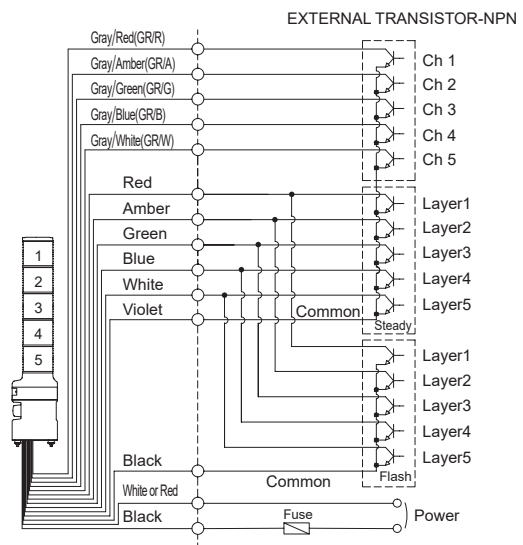 EXTERNAL TRANSISTOR-NPN
Gray/Red(GR/R)
Ch 1
Gray/Amber(GR/A)
Ch 2
Gray/Green(GR/G)
Ch 3
Gray/Blue(GR/B)
Ch 4
Gray/White(GR/W)
Ch 5
Red
Layer1
Amber
Layer2
Green
Layer3
Blue
Layer4
White
Layer5
Violet
Common
Steady
1
2
3
4
5
Layer1
Layer2
Layer3
Layer4
Layer5
Black
Flash
Common
White or Red
Black
Fuse
Power